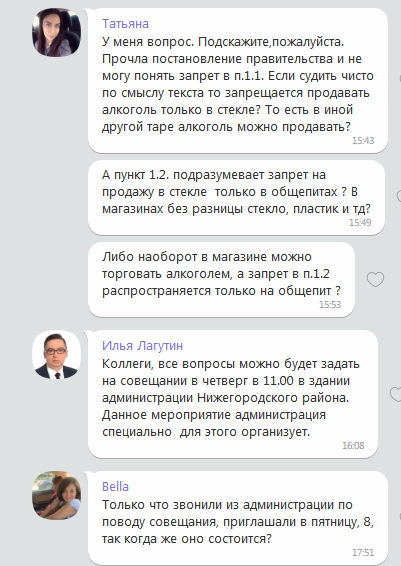 Татьяна
У меня вопрос. Подскажите,пожалуйста.
Прочла постановление правительства и не
могу понять запрет в п.1.1. Если судить чисто
по смыслу текста то запрещается продавать
алкоголь только в стекле? То есть в иной
другой таре алкоголь можно продавать?
15:43
А пункт 1.2. подразумевает запрет на
продажу в стекле  только в общепитах ? В
магазинах без разницы стекло, пластик и тд?
15:49
Либо наоборот в магазине можно
торговать алкоголем, а запрет в п.1.2
распространяется только на общепит ?
15:53
Илья Лагутин
Коллеги, все вопросы можно будет задать
на совещании в четверг в 11.00 в здании
администрации Нижегородского района.
Данное мероприятие администрация
специально  для этого организует.
16:08
Bella
Только что звонили из администрации по
поводу совещания, приглашали в пятницу, 8,
так когда же оно состоится?
17:51